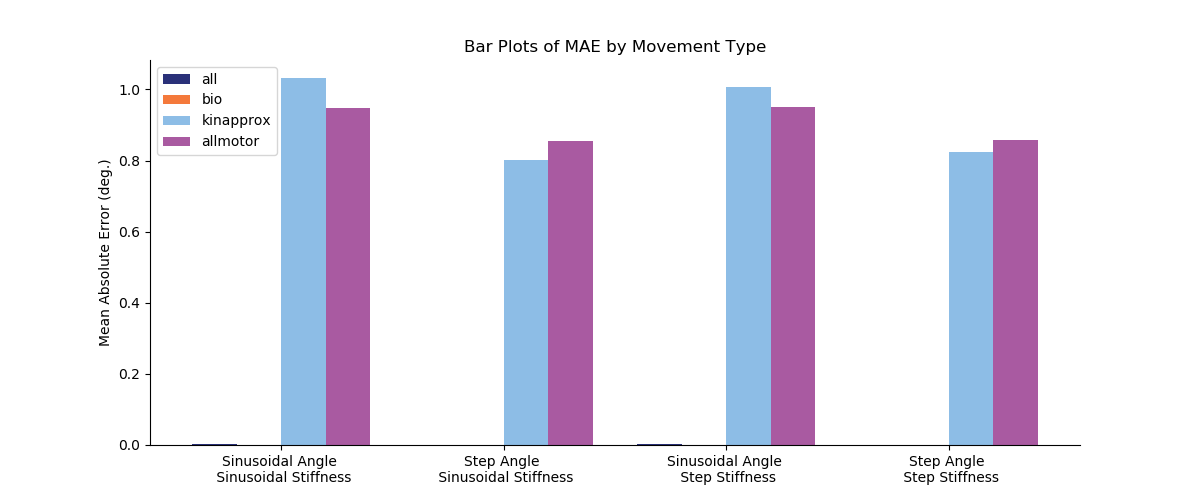 Bar Plots of MAE by Movement Type
all
bio
kinapprox
allmotor
Mean Absolute Error (deg.)
1.0
0.8
0.6
0.4
0.2
0.0
Sinusoidal Angle
Sinusoidal Stiffness
Step Angle
Sinusoidal Stiffness
Sinusoidal Angle
Step Stiffness
Step Angle
Step Stiffness